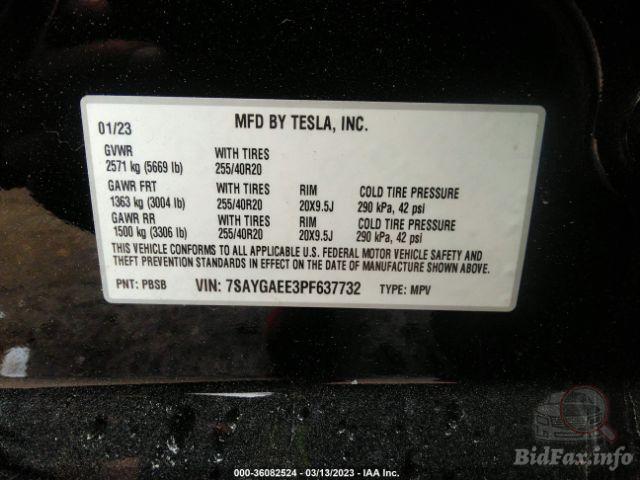 01/23 MFD BY TESLA, INC.
GVWR WITH TIRES
2571 kg (5669 lb) 255/40R20
GAWR FRT WITH TIRES RIM COLD TIRE PRESSURE
1363 kg (3004 lb) 255/40R20 20X9.5J 290 kPa, 42 psi
GAWR RR WITH TIRES RIM COLD TIRE PRESSURE
1500 kg (3306 lb) 255/40R20 20X9.5J 290 kPa, 42 psi
THIS VEHICLE CONFORMS TO ALL APPLICABLE U.S. FEDERAL MOTOR VEHICLE SAFETY AND
THEFT PREVENTION STANDARDS IN EFFECT ON THE DATE OF MANUFACTURE SHOWN ABOVE.
PNT: PBSB VIN: 7SAYGAEE3PF637732 TYPE: MPV
BidFax.info
000-36082524 - 03/13/2023 - IAA Inc.